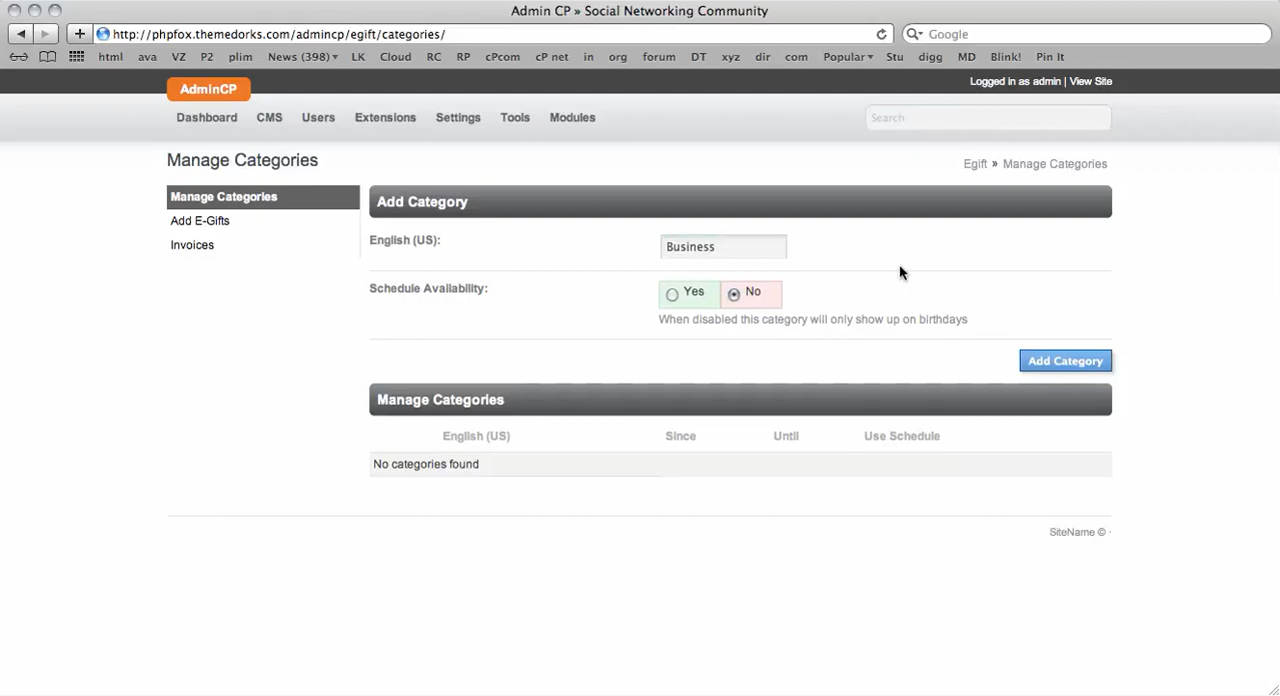 Admin CP » Social Networking Community
http://phpfox.themedorks.com/admincp/egift/categories/
Google
html ava VZ P2 plim News (398) LK Cloud RC RP cPcom cP net in org forum DT xyz dir com Popular Stu digg MD Blink! Pin It
Logged in as admin | View Site
AdminCP
Dashboard CMS Users Extensions Settings Tools Modules
Search
Manage Categories
Egift » Manage Categories
Manage Categories
Add E-Gifts
Invoices
Add Category
English (US):
Business
Schedule Availability:
Yes No
When disabled this category will only show up on birthdays
Add Category
Manage Categories
English (US) Since Until Use Schedule
No categories found
SiteName © ·